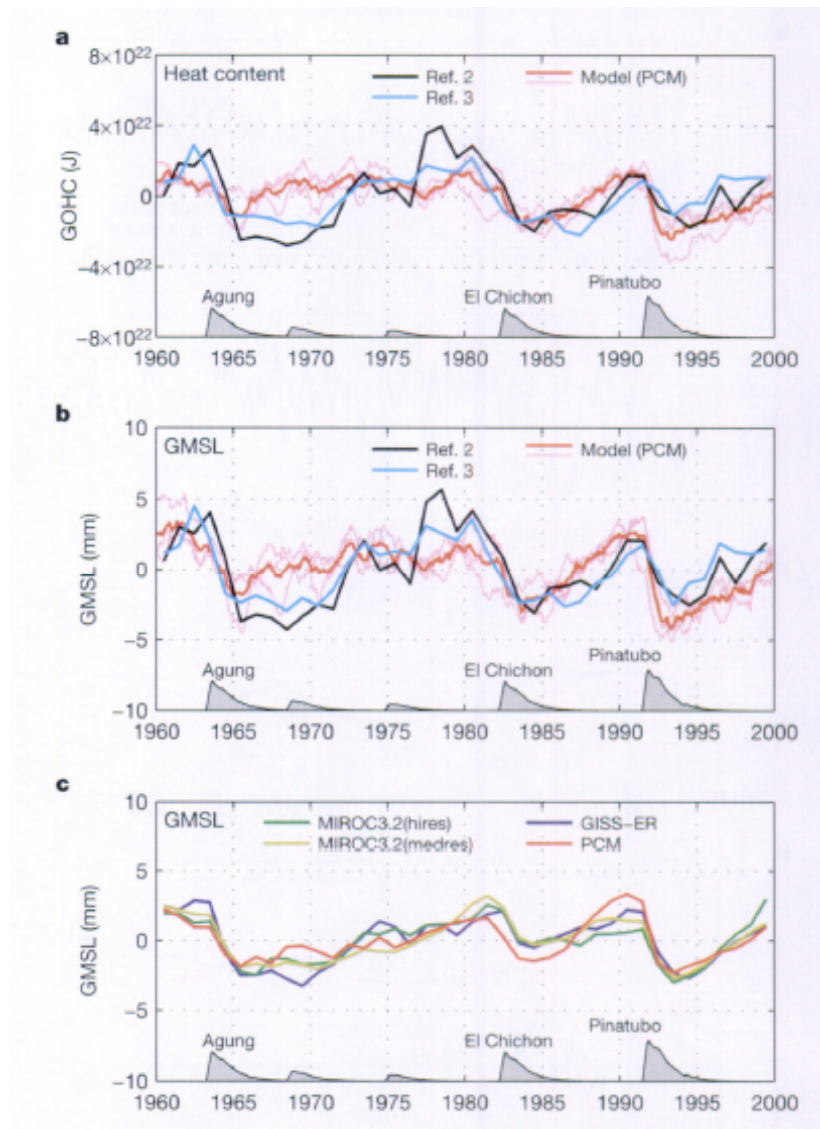 a
8×10²²
4×10²²
0
−4×10²²
−8×10²²
GOHC (J)
Heat content
Ref. 2
Ref. 3
Model (PCM)
Agung
El Chichon
Pinatubo
1960 1965 1970 1975 1980 1985 1990 1995 2000
b
10
5
0
−5
−10
GMSL (mm)
GMSL
Ref. 2
Ref. 3
Model (PCM)
Agung
El Chichon
Pinatubo
1960 1965 1970 1975 1980 1985 1990 1995 2000
c
10
5
0
−5
−10
GMSL (mm)
GMSL
MIROC3.2(hires)
MIROC3.2(medres)
GISS−ER
PCM
Agung
El Chichon
Pinatubo
1960 1965 1970 1975 1980 1985 1990 1995 2000